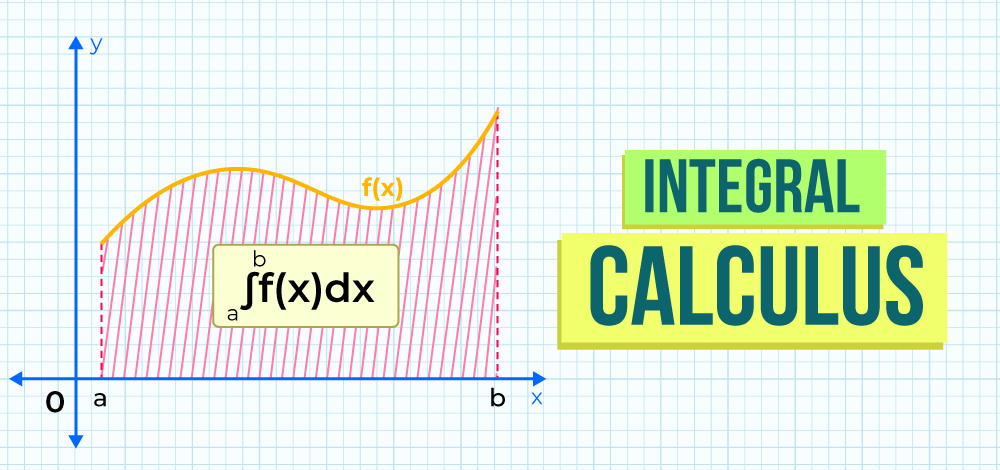 y
f(x)
b
∫f(x)dx
a
0
a
b
x
INTEGRAL
CALCULUS